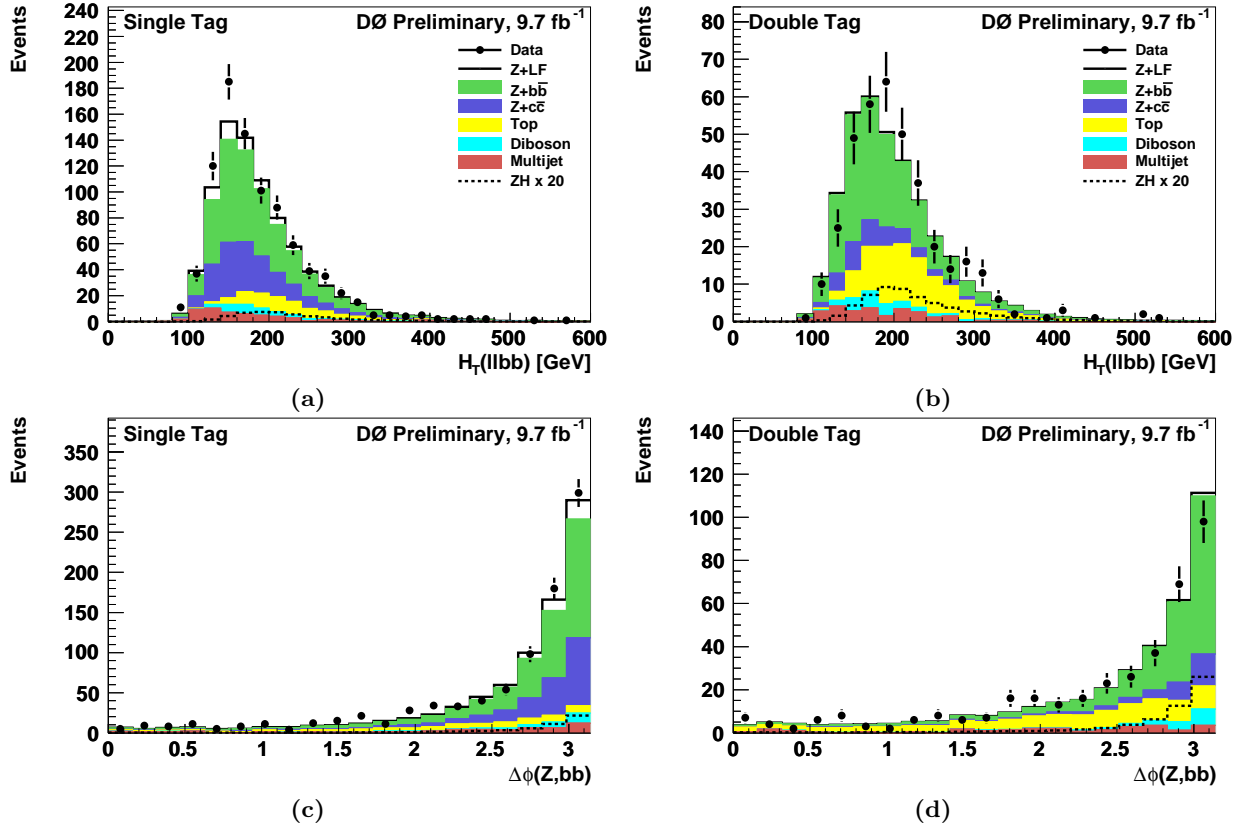 Single Tag DØ Preliminary, 9.7 fb⁻¹
Events
240
220
200
180
160
140
120
100
80
60
40
20
0
Data
Z+LF
Z+bb̅
Z+cc̅
Top
Diboson
Multijet
ZH x 20
0 100 200 300 400 500 600
H_T(llbb) [GeV]
(a)
Double Tag DØ Preliminary, 9.7 fb⁻¹
Events
80
70
60
50
40
30
20
10
0
Data
Z+LF
Z+bb̅
Z+cc̅
Top
Diboson
Multijet
ZH x 20
0 100 200 300 400 500 600
H_T(llbb) [GeV]
(b)
Single Tag DØ Preliminary, 9.7 fb⁻¹
Events
350
300
250
200
150
100
50
0
0 0.5 1 1.5 2 2.5 3
Δϕ(Z,bb)
(c)
Double Tag DØ Preliminary, 9.7 fb⁻¹
Events
140
120
100
80
60
40
20
0
0 0.5 1 1.5 2 2.5 3
Δϕ(Z,bb)
(d)